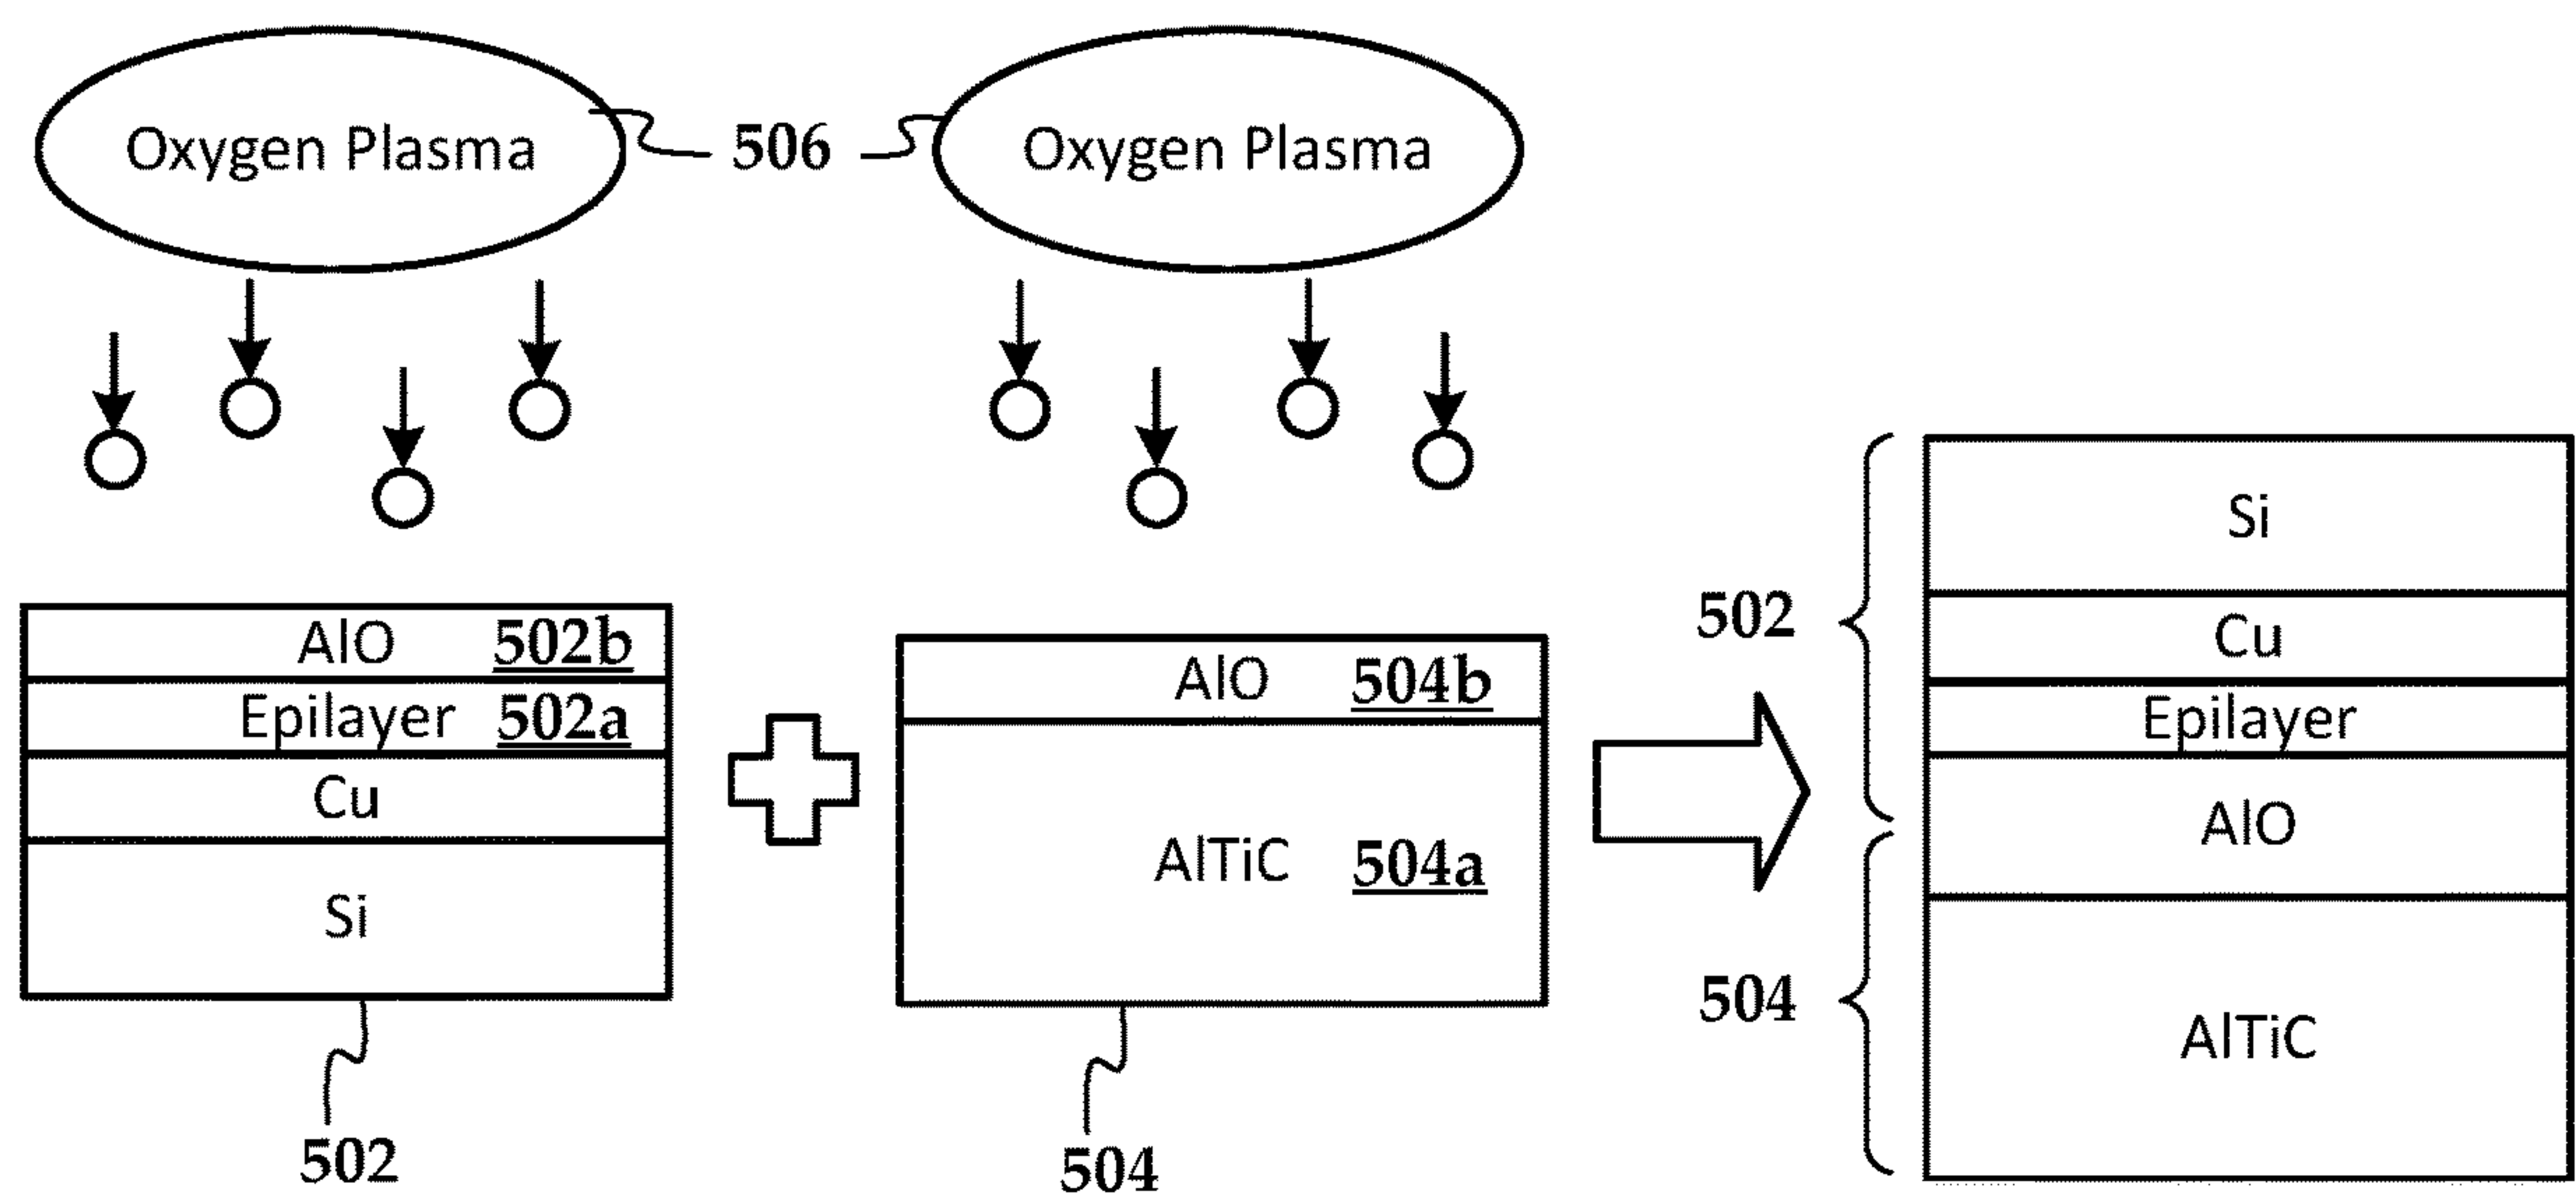 Oxygen Plasma
506
Oxygen Plasma
AlO 502b
Epilayer 502a
Cu
Si
502
AlO 504b
AlTiC 504a
504
502
504
Si
Cu
Epilayer
AlO
AlTiC